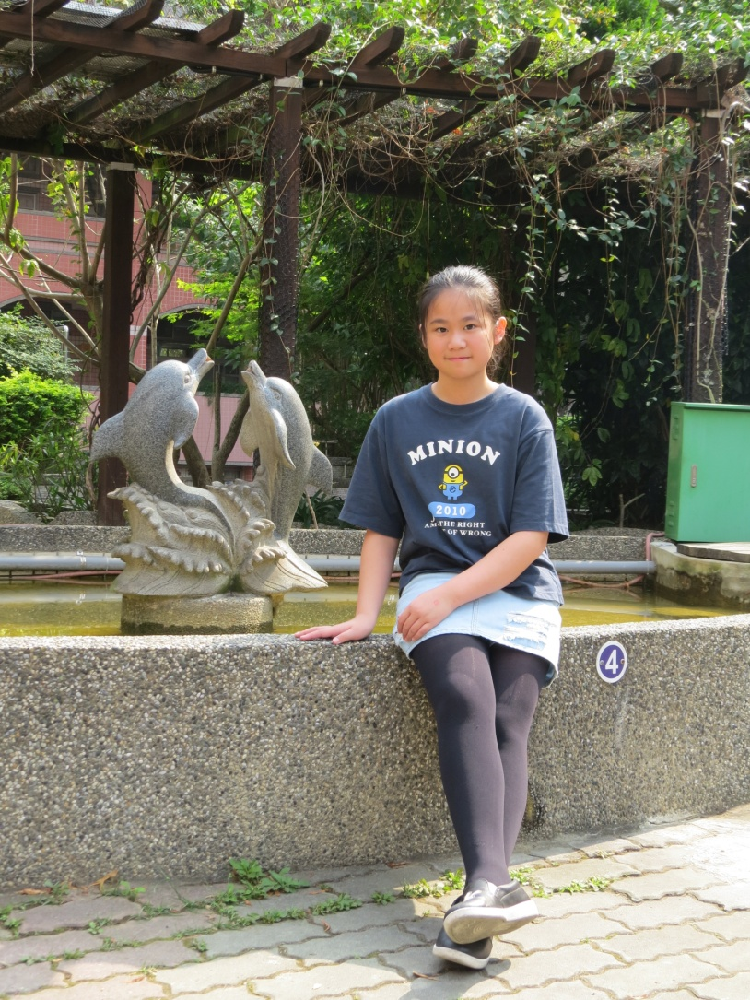 MINION
2010
AM THE RIGHT
OF WRONG
4